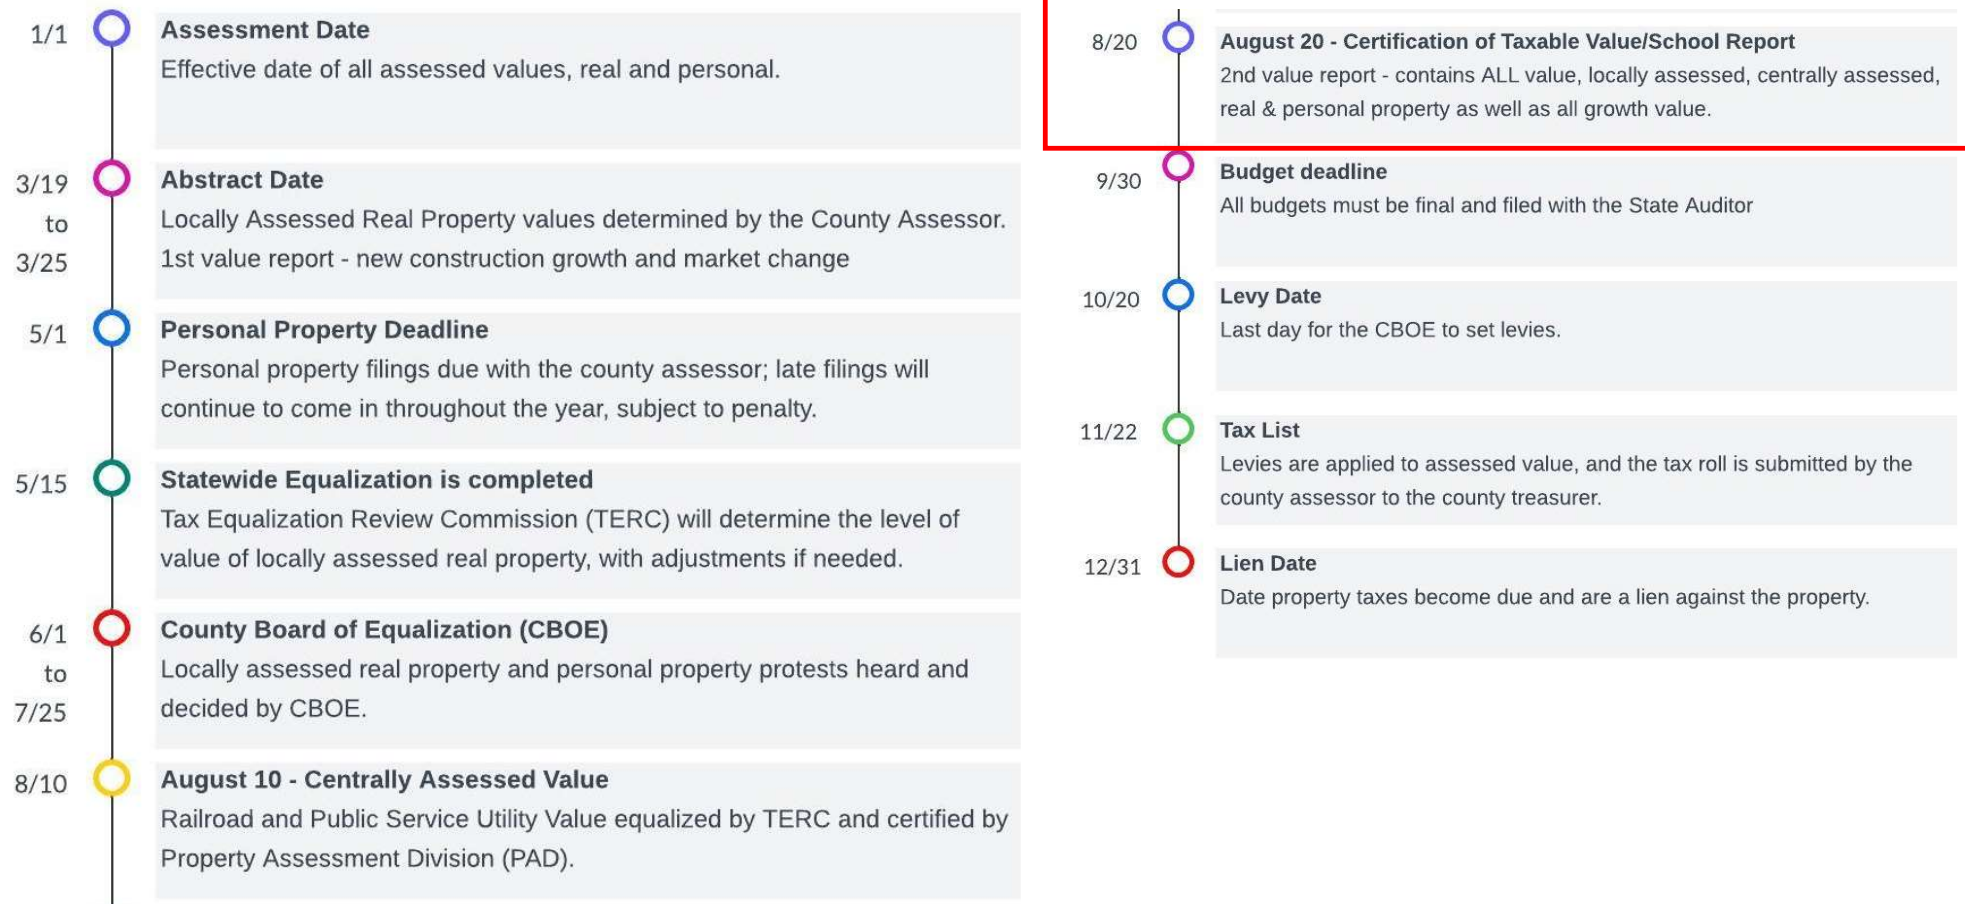 1/1
Assessment Date
Effective date of all assessed values, real and personal.
3/19
to
3/25
Abstract Date
Locally Assessed Real Property values determined by the County Assessor.
1st value report - new construction growth and market change
5/1
Personal Property Deadline
Personal property filings due with the county assessor; late filings will
continue to come in throughout the year, subject to penalty.
5/15
Statewide Equalization is completed
Tax Equalization Review Commission (TERC) will determine the level of
value of locally assessed real property, with adjustments if needed.
6/1
to
7/25
County Board of Equalization (CBOE)
Locally assessed real property and personal property protests heard and
decided by CBOE.
8/10
August 10 - Centrally Assessed Value
Railroad and Public Service Utility Value equalized by TERC and certified by
Property Assessment Division (PAD).
8/20
August 20 - Certification of Taxable Value/School Report
2nd value report - contains ALL value, locally assessed, centrally assessed,
real & personal property as well as all growth value.
9/30
Budget deadline
All budgets must be final and filed with the State Auditor
10/20
Levy Date
Last day for the CBOE to set levies.
11/22
Tax List
Levies are applied to assessed value, and the tax roll is submitted by the
county assessor to the county treasurer.
12/31
Lien Date
Date property taxes become due and are a lien against the property.